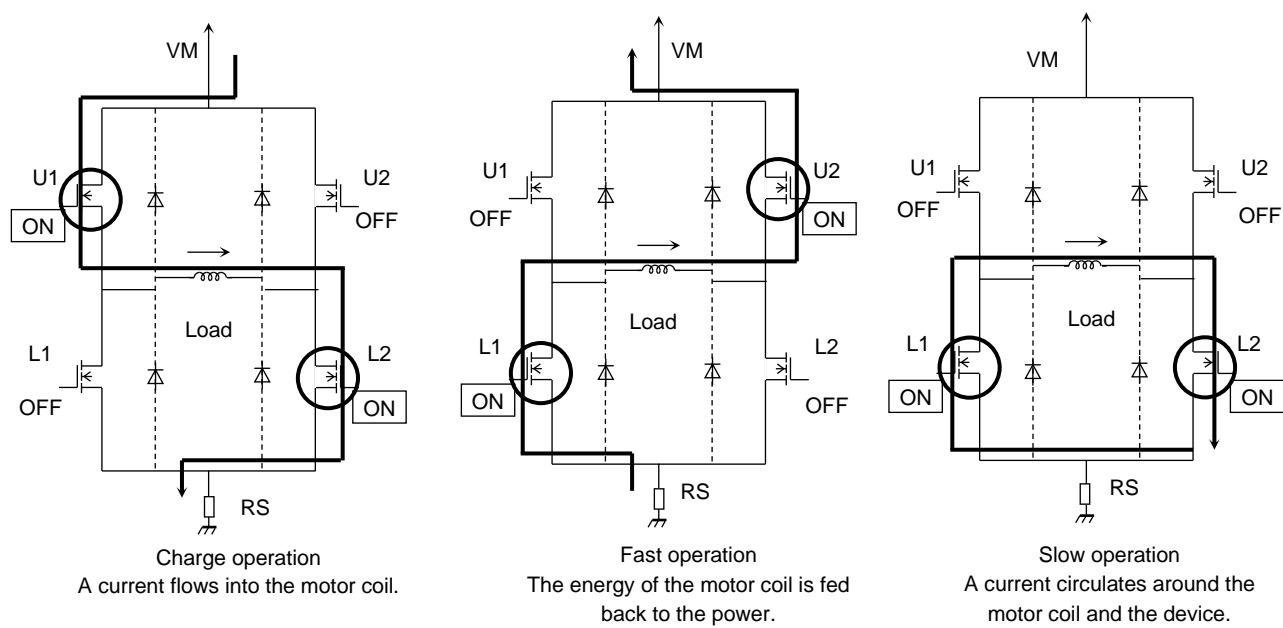 VM
U1
ON
U2
OFF
Load
L1
OFF
L2
ON
RS
Charge operation
A current flows into the motor coil.
VM
U1
OFF
U2
ON
Load
L1
ON
L2
OFF
RS
Fast operation
The energy of the motor coil is fed
back to the power.
VM
U1
OFF
U2
OFF
Load
L1
ON
L2
ON
RS
Slow operation
A current circulates around the
motor coil and the device.